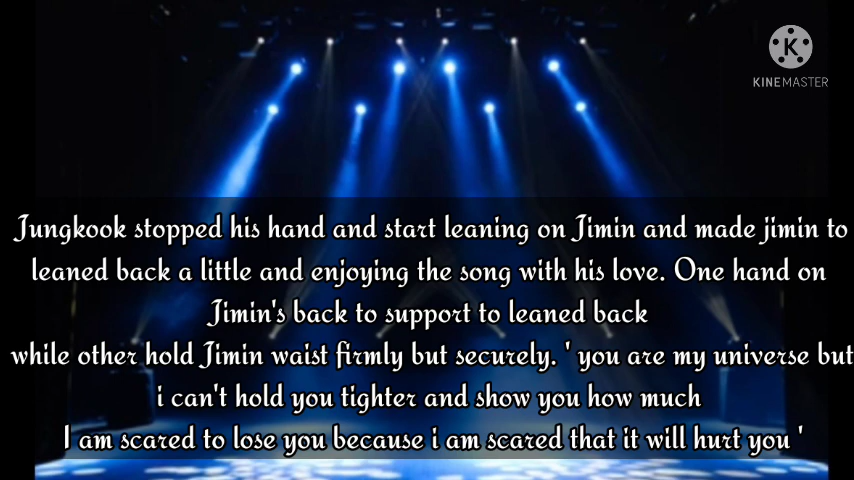 KINEMASTER
Jungkook stopped his hand and start leaning on Jimin and made jimin to
leaned back a little and enjoying the song with his love. One hand on
Jimin's back to support to leaned back
while other hold Jimin waist firmly but securely. ' you are my universe but
i can't hold you tighter and show you how much
I am scared to lose you because i am scared that it will hurt you '